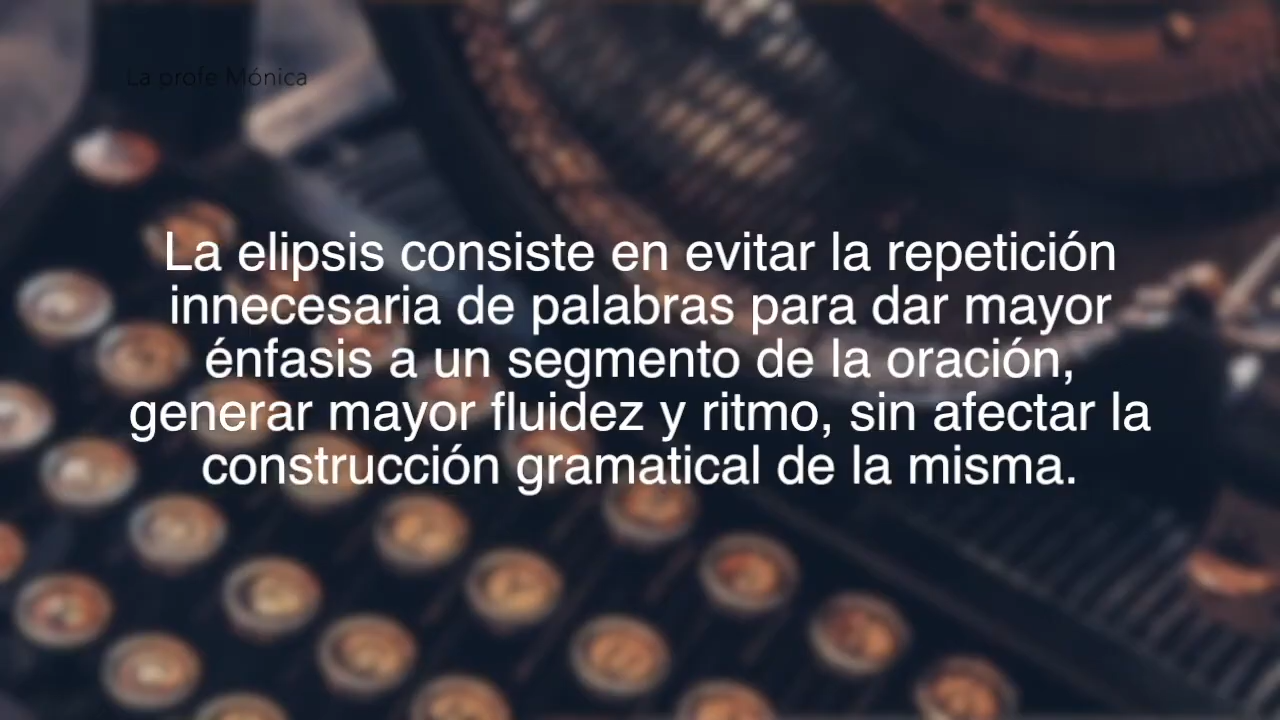 La profe Mónica
La elipsis consiste en evitar la repetición
innecesaria de palabras para dar mayor
énfasis a un segmento de la oración,
generar mayor fluidez y ritmo, sin afectar la
construcción gramatical de la misma.